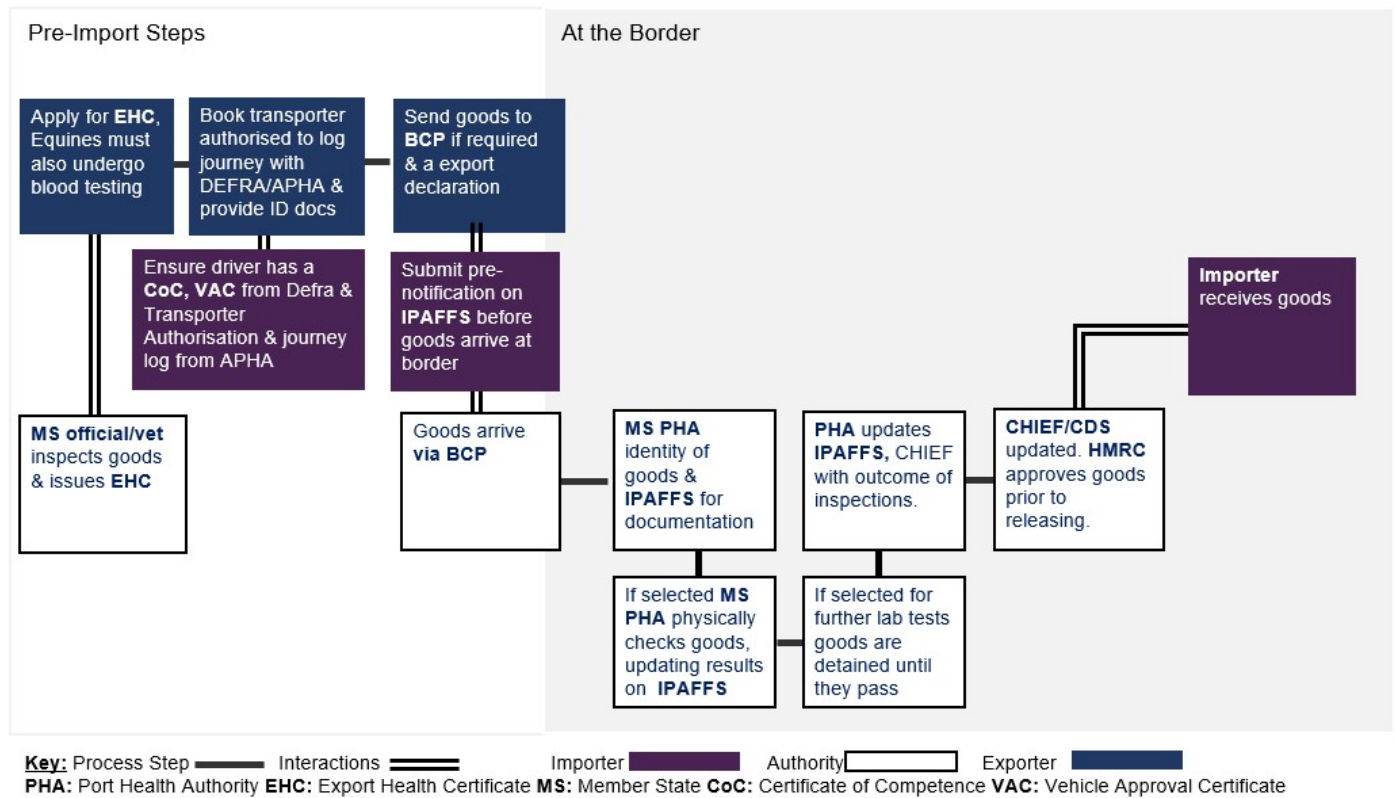 Pre-Import Steps
At the Border
Apply for EHC,
Equines must
also undergo
blood testing
Book transporter
authorised to log
journey with
DEFRA/APHA &
provide ID docs
Send goods to
BCP if required
& a export
declaration
Ensure driver has a
CoC, VAC from Defra &
Transporter
Authorisation & journey
log from APHA
Submit pre-
notification on
IPAFFS before
goods arrive at
border
Importer
receives goods
MS official/vet
inspects goods
& issues EHC
Goods arrive
via BCP
MS PHA
identity of
goods &
IPAFFS for
documentation
PHA updates
IPAFFS, CHIEF
with outcome of
inspections.
CHIEF/CDS
updated. HMRC
approves goods
prior to
releasing.
If selected MS
PHA physically
checks goods,
updating results
on IPAFFS
If selected for
further lab tests
goods are
detained until
they pass
Key: Process Step Interactions Importer Authority Exporter
PHA: Port Health Authority EHC: Export Health Certificate MS: Member State CoC: Certificate of Competence VAC: Vehicle Approval Certificate